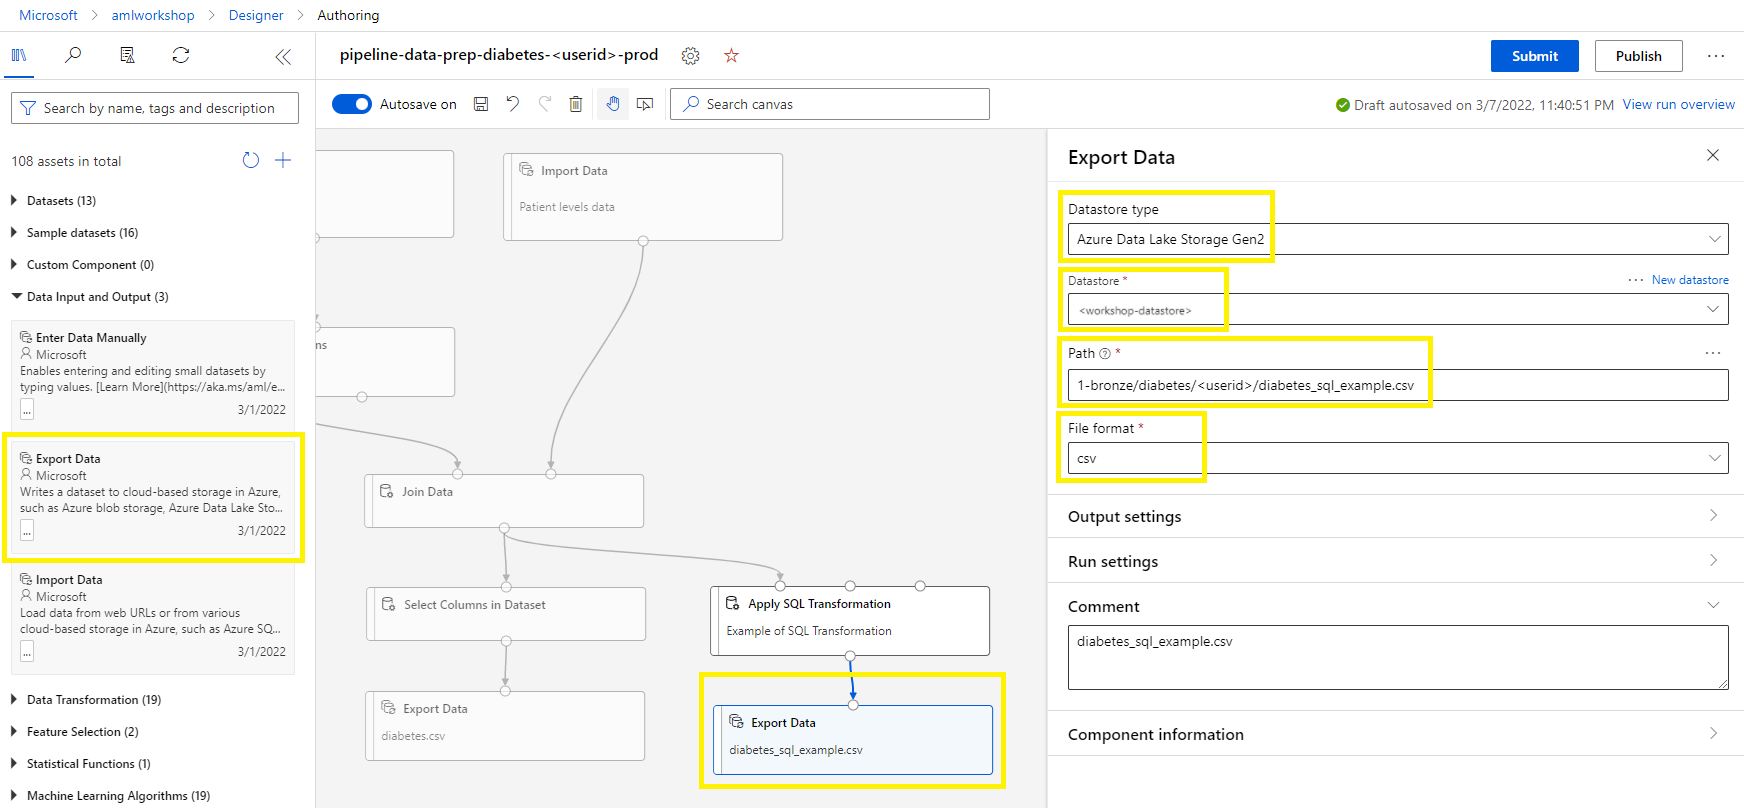 Microsoft > amlworkshop > Designer > Authoring
pipeline-data-prep-diabetes-<userid>-prod
Submit
Publish
Search by name, tags and description
Autosave on
Search canvas
Draft autosaved on 3/7/2022, 11:40:51 PM
View run overview
108 assets in total
Datasets (13)
Sample datasets (16)
Custom Component (0)
Data Input and Output (3)
Enter Data Manually
Microsoft
Enables entering and editing small datasets by
typing values. [Learn More](https://aka.ms/aml/e...
...
3/1/2022
Export Data
Microsoft
Writes a dataset to cloud-based storage in Azure,
such as Azure blob storage, Azure Data Lake Sto...
...
3/1/2022
Import Data
Microsoft
Load data from web URLs or from various
cloud-based storage in Azure, such as Azure SQ...
...
3/1/2022
Data Transformation (19)
Feature Selection (2)
Statistical Functions (1)
Machine Learning Algorithms (19)
Import Data
Patient levels data
ns
Join Data
Select Columns in Dataset
Apply SQL Transformation
Example of SQL Transformation
Export Data
diabetes.csv
Export Data
diabetes_sql_example.csv
Export Data
Datastore type
Azure Data Lake Storage Gen2
Datastore *
... New datastore
<workshop-datastore>
Path *
...
1-bronze/diabetes/<userid>/diabetes_sql_example.csv
File format *
csv
Output settings
Run settings
Comment
diabetes_sql_example.csv
Component information